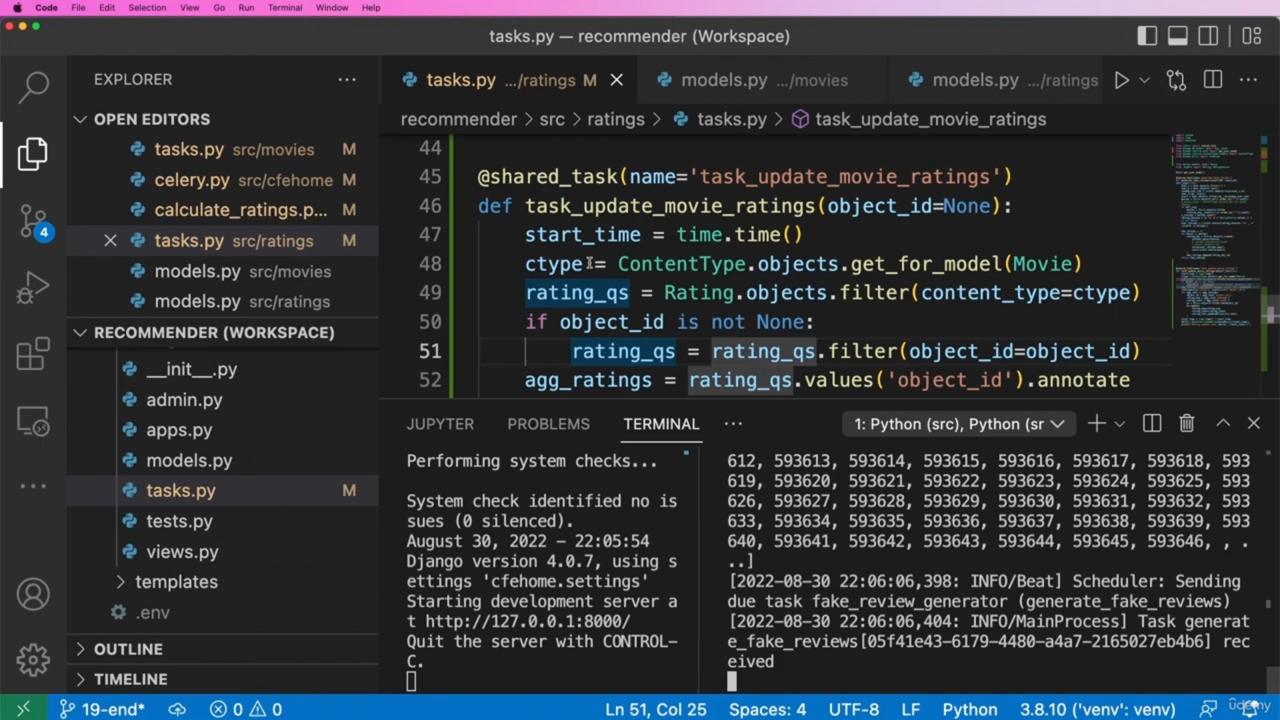 Code File Edit Selection View Go Run Terminal Window Help
tasks.py — recommender (Workspace)
EXPLORER
OPEN EDITORS
tasks.py src/movies M
celery.py src/cfehome M
calculate_ratings.p... M
tasks.py src/ratings M
models.py src/movies
models.py src/ratings
RECOMMENDER (WORKSPACE)
__init__.py
admin.py
apps.py
models.py
tasks.py M
tests.py
views.py
templates
.env
OUTLINE
TIMELINE
4
tasks.py .../ratings M
models.py .../movies
models.py .../ratings
recommender > src > ratings > tasks.py > task_update_movie_ratings
44
45 @shared_task(name='task_update_movie_ratings')
46 def task_update_movie_ratings(object_id=None):
47 start_time = time.time()
48 ctype = ContentType.objects.get_for_model(Movie)
49 rating_qs = Rating.objects.filter(content_type=ctype)
50 if object_id is not None:
51 rating_qs = rating_qs.filter(object_id=object_id)
52 agg_ratings = rating_qs.values('object_id').annotate
JUPYTER PROBLEMS TERMINAL ... 1: Python (src), Python (sr
Performing system checks...
System check identified no is
sues (0 silenced).
August 30, 2022 – 22:05:54
Django version 4.0.7, using s
ettings 'cfehome.settings'
Starting development server a
t http://127.0.0.1:8000/
Quit the server with CONTROL-
C.
612, 593613, 593614, 593615, 593616, 593617, 593618, 593
619, 593620, 593621, 593622, 593623, 593624, 593625, 593
626, 593627, 593628, 593629, 593630, 593631, 593632, 593
633, 593634, 593635, 593636, 593637, 593638, 593639, 593
640, 593641, 593642, 593643, 593644, 593645, 593646, , .
..]
[2022-08-30 22:06:06,398: INFO/Beat] Scheduler: Sending
due task fake_review_generator (generate_fake_reviews)
[2022-08-30 22:06:06,404: INFO/MainProcess] Task generat
e_fake_reviews[05f41e43-6179-4480-a4a7-2165027eb4b6] rec
eived
19-end* 0 0 Ln 51, Col 25 Spaces: 4 UTF-8 LF Python 3.8.10 ('venv': venv)
udemy